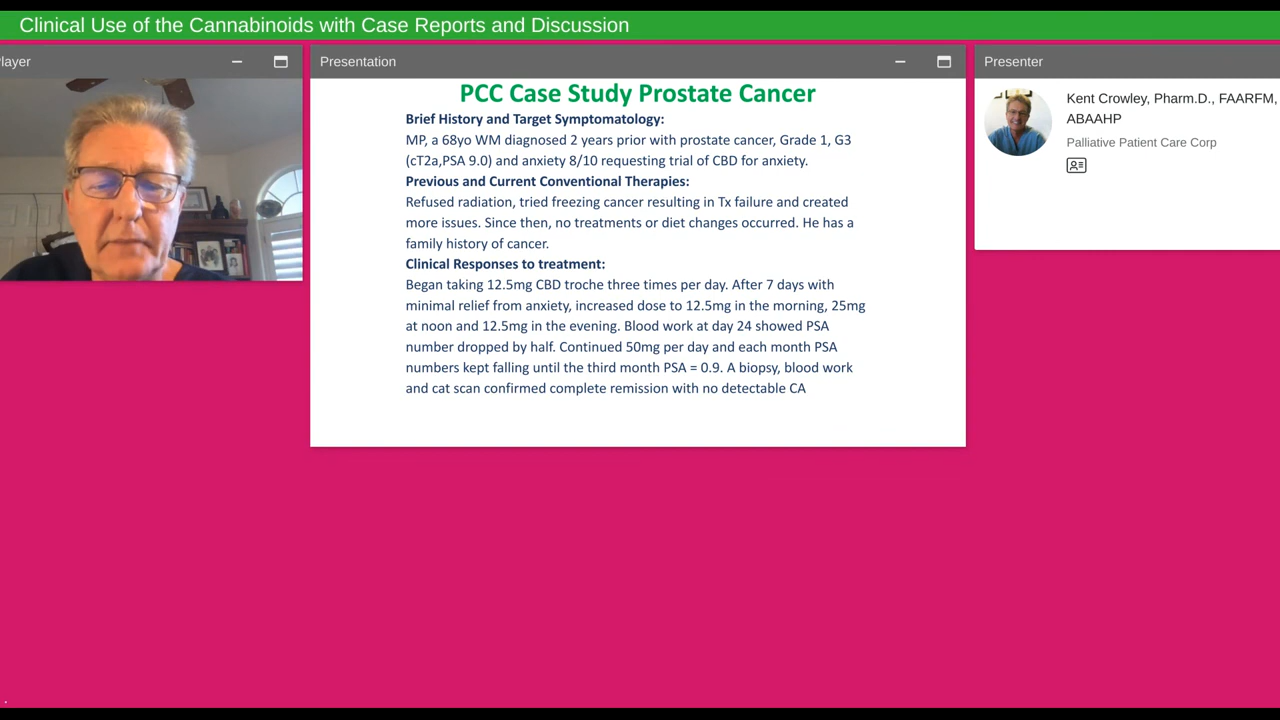 Clinical Use of the Cannabinoids with Case Reports and Discussion
layer
Presentation
PCC Case Study Prostate Cancer
Brief History and Target Symptomatology:
MP, a 68yo WM diagnosed 2 years prior with prostate cancer, Grade 1, G3
(cT2a,PSA 9.0) and anxiety 8/10 requesting trial of CBD for anxiety.
Previous and Current Conventional Therapies:
Refused radiation, tried freezing cancer resulting in Tx failure and created
more issues. Since then, no treatments or diet changes occurred. He has a
family history of cancer.
Clinical Responses to treatment:
Began taking 12.5mg CBD troche three times per day. After 7 days with
minimal relief from anxiety, increased dose to 12.5mg in the morning, 25mg
at noon and 12.5mg in the evening. Blood work at day 24 showed PSA
number dropped by half. Continued 50mg per day and each month PSA
numbers kept falling until the third month PSA = 0.9. A biopsy, blood work
and cat scan confirmed complete remission with no detectable CA
Presenter
Kent Crowley, Pharm.D., FAARFM,
ABAAHP
Palliative Patient Care Corp